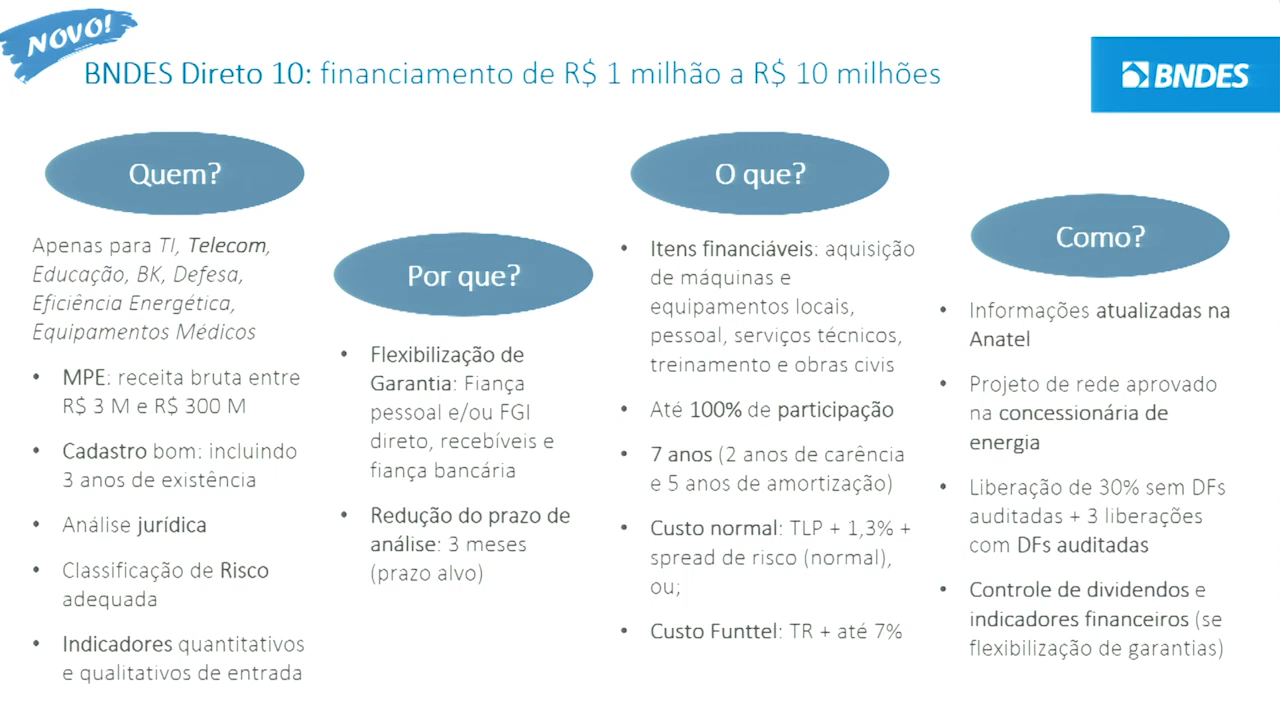 NOVO!
BNDES Direto 10: financiamento de R$ 1 milhão a R$ 10 milhões
BNDES
Quem?
Apenas para TI, Telecom,
Educação, BK, Defesa,
Eficiência Energética,
Equipamentos Médicos
• MPE: receita bruta entre
R$ 3 M e R$ 300 M
• Cadastro bom: incluindo
3 anos de existência
• Análise jurídica
• Classificação de Risco
adequada
• Indicadores quantitativos
e qualitativos de entrada
Por que?
• Flexibilização de
Garantia: Fiança
pessoal e/ou FGI
direto, recebíveis e
fiança bancária
• Redução do prazo de
análise: 3 meses
(prazo alvo)
O que?
• Itens financiáveis: aquisição
de máquinas e
equipamentos locais,
pessoal, serviços técnicos,
treinamento e obras civis
• Até 100% de participação
• 7 anos (2 anos de carência
e 5 anos de amortização)
• Custo normal: TLP + 1,3% +
spread de risco (normal),
ou;
• Custo Funttel: TR + até 7%
Como?
• Informações atualizadas na
Anatel
• Projeto de rede aprovado
na concessionária de
energia
• Liberação de 30% sem DFs
auditadas + 3 liberações
com DFs auditadas
• Controle de dividendos e
indicadores financeiros (se
flexibilização de garantias)